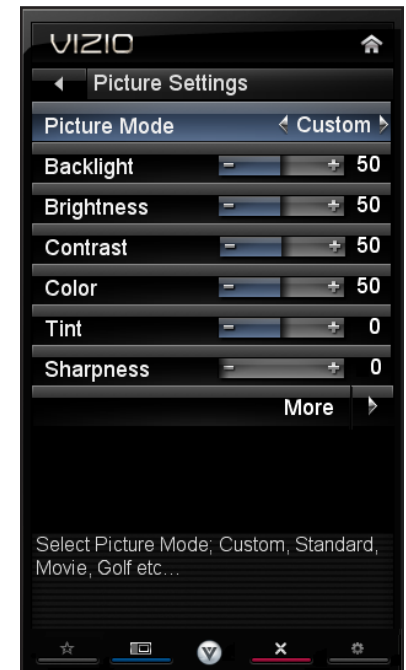 VIZIO
Picture Settings
Picture Mode Custom
Backlight - + 50
Brightness - + 50
Contrast - + 50
Color - + 50
Tint - + 0
Sharpness - + 0
More
Select Picture Mode; Custom, Standard,
Movie, Golf etc...
V